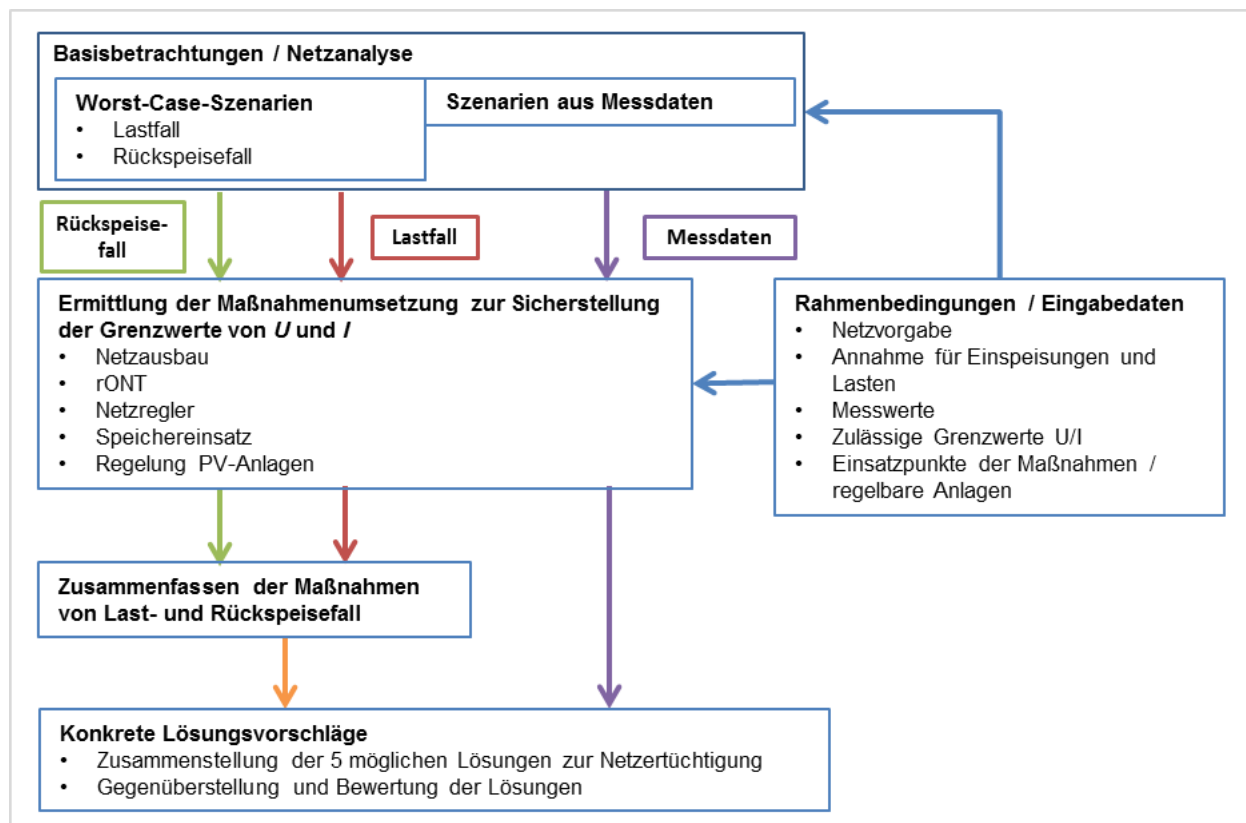 Basisbetrachtungen / Netzanalyse
Worst-Case-Szenarien
• Lastfall
• Rückspeisefall
Szenarien aus Messdaten
Rückspeise-
fall
Lastfall
Messdaten
Ermittlung der Maßnahmenumsetzung zur Sicherstellung
der Grenzwerte von U und I
• Netzausbau
• rONT
• Netzregler
• Speichereinsatz
• Regelung PV-Anlagen
Rahmenbedingungen / Eingabedaten
• Netzvorgabe
• Annahme für Einspeisungen und
Lasten
• Messwerte
• Zulässige Grenzwerte U/I
• Einsatzpunkte der Maßnahmen /
regelbare Anlagen
Zusammenfassen der Maßnahmen
von Last- und Rückspeisefall
Konkrete Lösungsvorschläge
• Zusammenstellung der 5 möglichen Lösungen zur Netzertüchtigung
• Gegenüberstellung und Bewertung der Lösungen